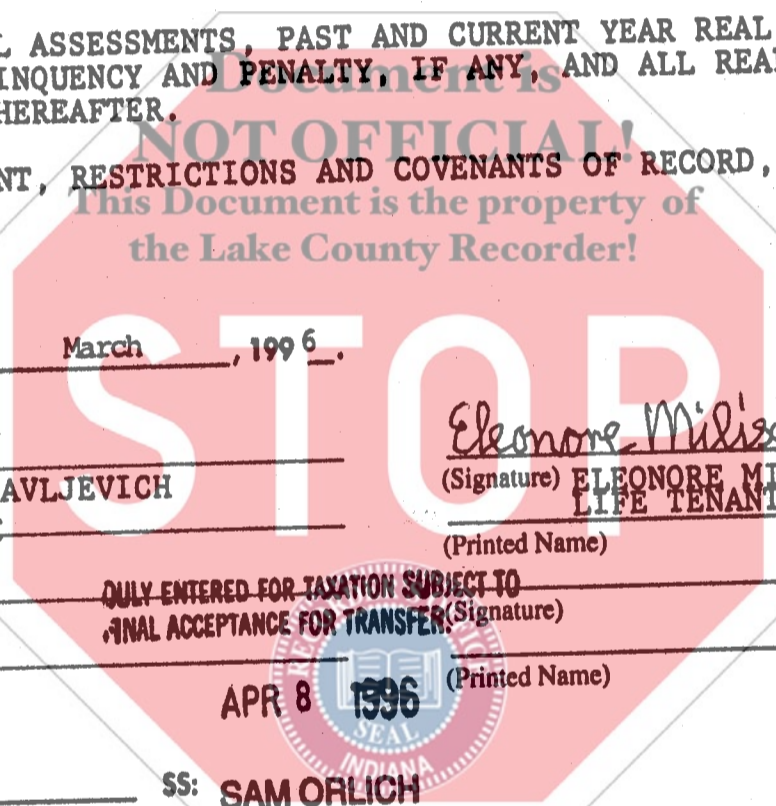 L ASSESSMENTS, PAST AND CURRENT YEAR REAL
INQUENCY AND PENALTY, IF ANY, AND ALL REA
Document is
HEREAFTER.
NOT OFFICIAL!
NT, RESTRICTIONS AND COVENANTS OF RECORD,
This Document is the property of
the Lake County Recorder!
STOP
March , 1996.
Eleonore Milis
AVLJEVICH
(Signature) ELEONORE MI
LIFE TENANT
(Printed Name)
DULY ENTERED FOR TAXATION SUBJECT TO
FINAL ACCEPTANCE FOR TRANSFER.
(Signature)
APR 8 1996
(Printed Name)
SEAL
INDIANA
SS: SAM ORLICH